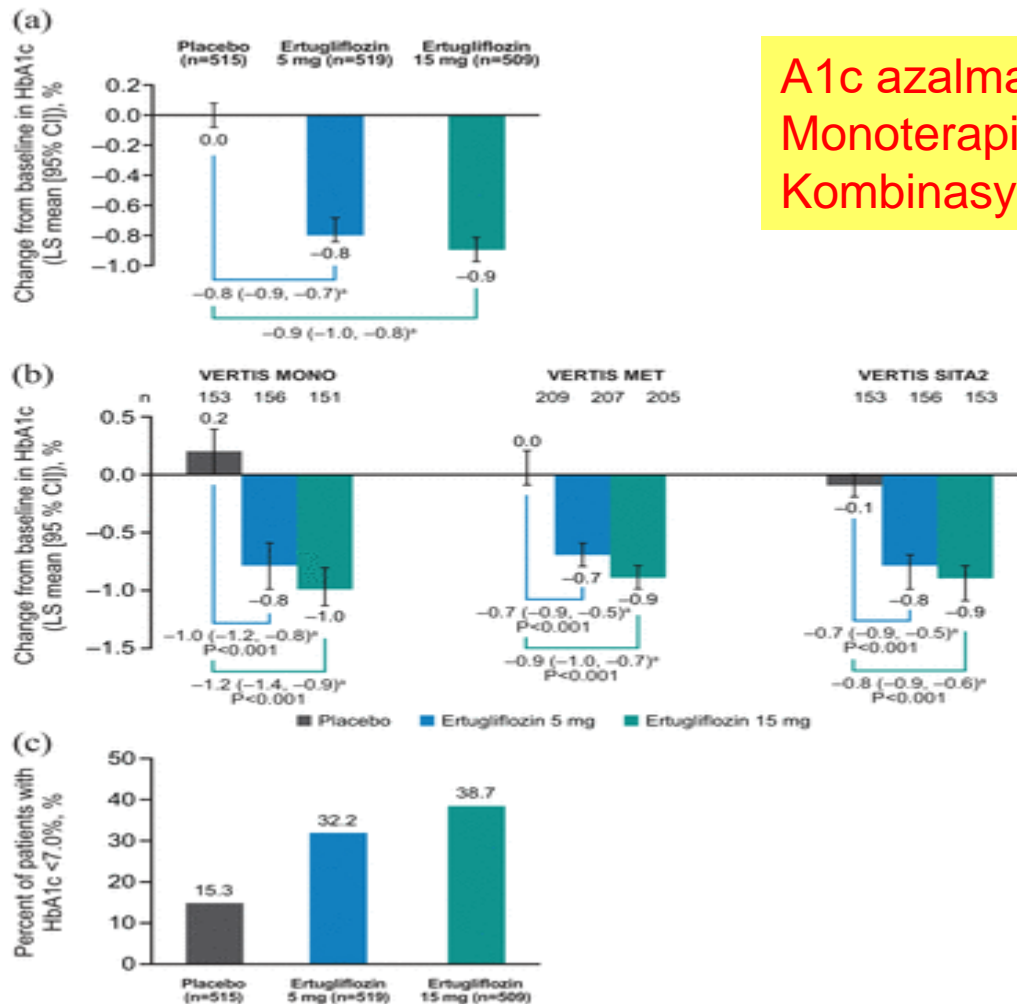 (a)
Placebo (n=515)
Ertugliflozin 5 mg (n=519)
Ertugliflozin 15 mg (n=509)
Change from baseline in HbA1c
(LS mean [95% CI]), %
0.2
0.0
–0.2
–0.4
–0.6
–0.8
–1.0
0.0
–0.8
–0.9
–0.8 (–0.9, –0.7)ᵃ
–0.9 (–1.0, –0.8)ᵃ
A1c azalma
Monoterapi
Kombinasy
(b)
VERTIS MONO
VERTIS MET
VERTIS SITA2
n 153 156 151
209 207 205
153 156 153
Change from baseline in HbA1c
(LS mean [95 % CI]), %
0.5
0.0
–0.5
–1.0
–1.5
0.2
–0.8
–1.0
–1.0 (–1.2, –0.8)ᵃ
P<0.001
–1.2 (–1.4, –0.9)ᵃ
P<0.001
0.0
–0.7
–0.9
–0.7 (–0.9, –0.5)ᵃ
P<0.001
–0.9 (–1.0, –0.7)ᵃ
P<0.001
–0.1
–0.8
–0.9
–0.7 (–0.9, –0.5)ᵃ
P<0.001
–0.8 (–0.9, –0.6)ᵃ
P<0.001
Placebo Ertugliflozin 5 mg Ertugliflozin 15 mg
(c)
Percent of patients with
HbA1c <7.0%, %
50
40
30
20
10
0
15.3
32.2
38.7
Placebo (n=515)
Ertugliflozin 5 mg (n=519)
Ertugliflozin 15 mg (n=509)